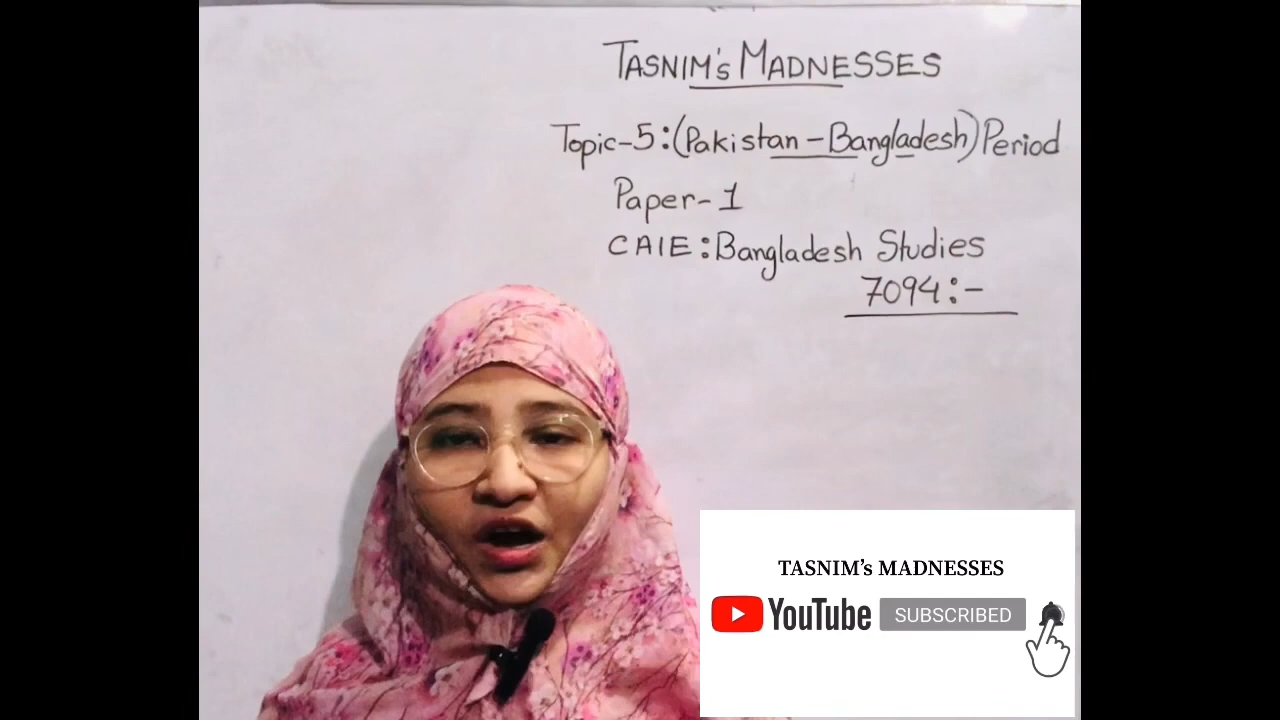 TASNIM's MADNESSES
Topic-5:(Pakistan-Bangladesh)Period
Paper-1
CAIE:Bangladesh Studies
7094:-
TASNIM's MADNESSES
YouTube SUBSCRIBED